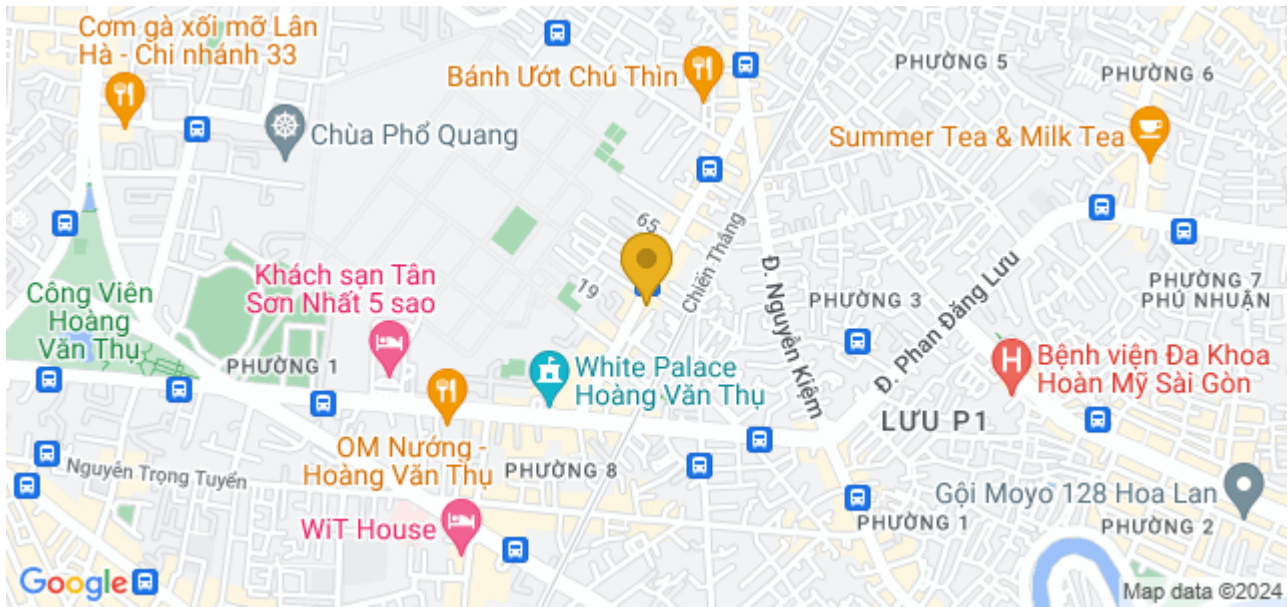 Cơm gà xối mỡ Lân
Hà - Chi nhánh 33
Bánh Ướt Chú Thìn
PHƯỜNG 5
PHƯỜNG 6
Chùa Phổ Quang
Summer Tea & Milk Tea
65
Chiến Thắng
19
Khách sạn Tân
Sơn Nhất 5 sao
Công Viên
Hoàng
Văn Thụ
Đ. Nguyễn Kiệm
PHƯỜNG 3
Đ. Phan Đăng Lưu
PHƯỜNG 7
PHÚ NHUẬN
PHƯỜNG 1
White Palace
Hoàng Văn Thụ
Bệnh viện Đa Khoa
Hoàn Mỹ Sài Gòn
LƯU P1
OM Nướng -
Hoàng Văn Thụ
PHƯỜNG 8
Nguyễn Trọng Tuyển
Gội Moyo 128 Hoa Lan
WiT House
PHƯỜNG 1
PHƯỜNG 2
Google
Map data ©2024